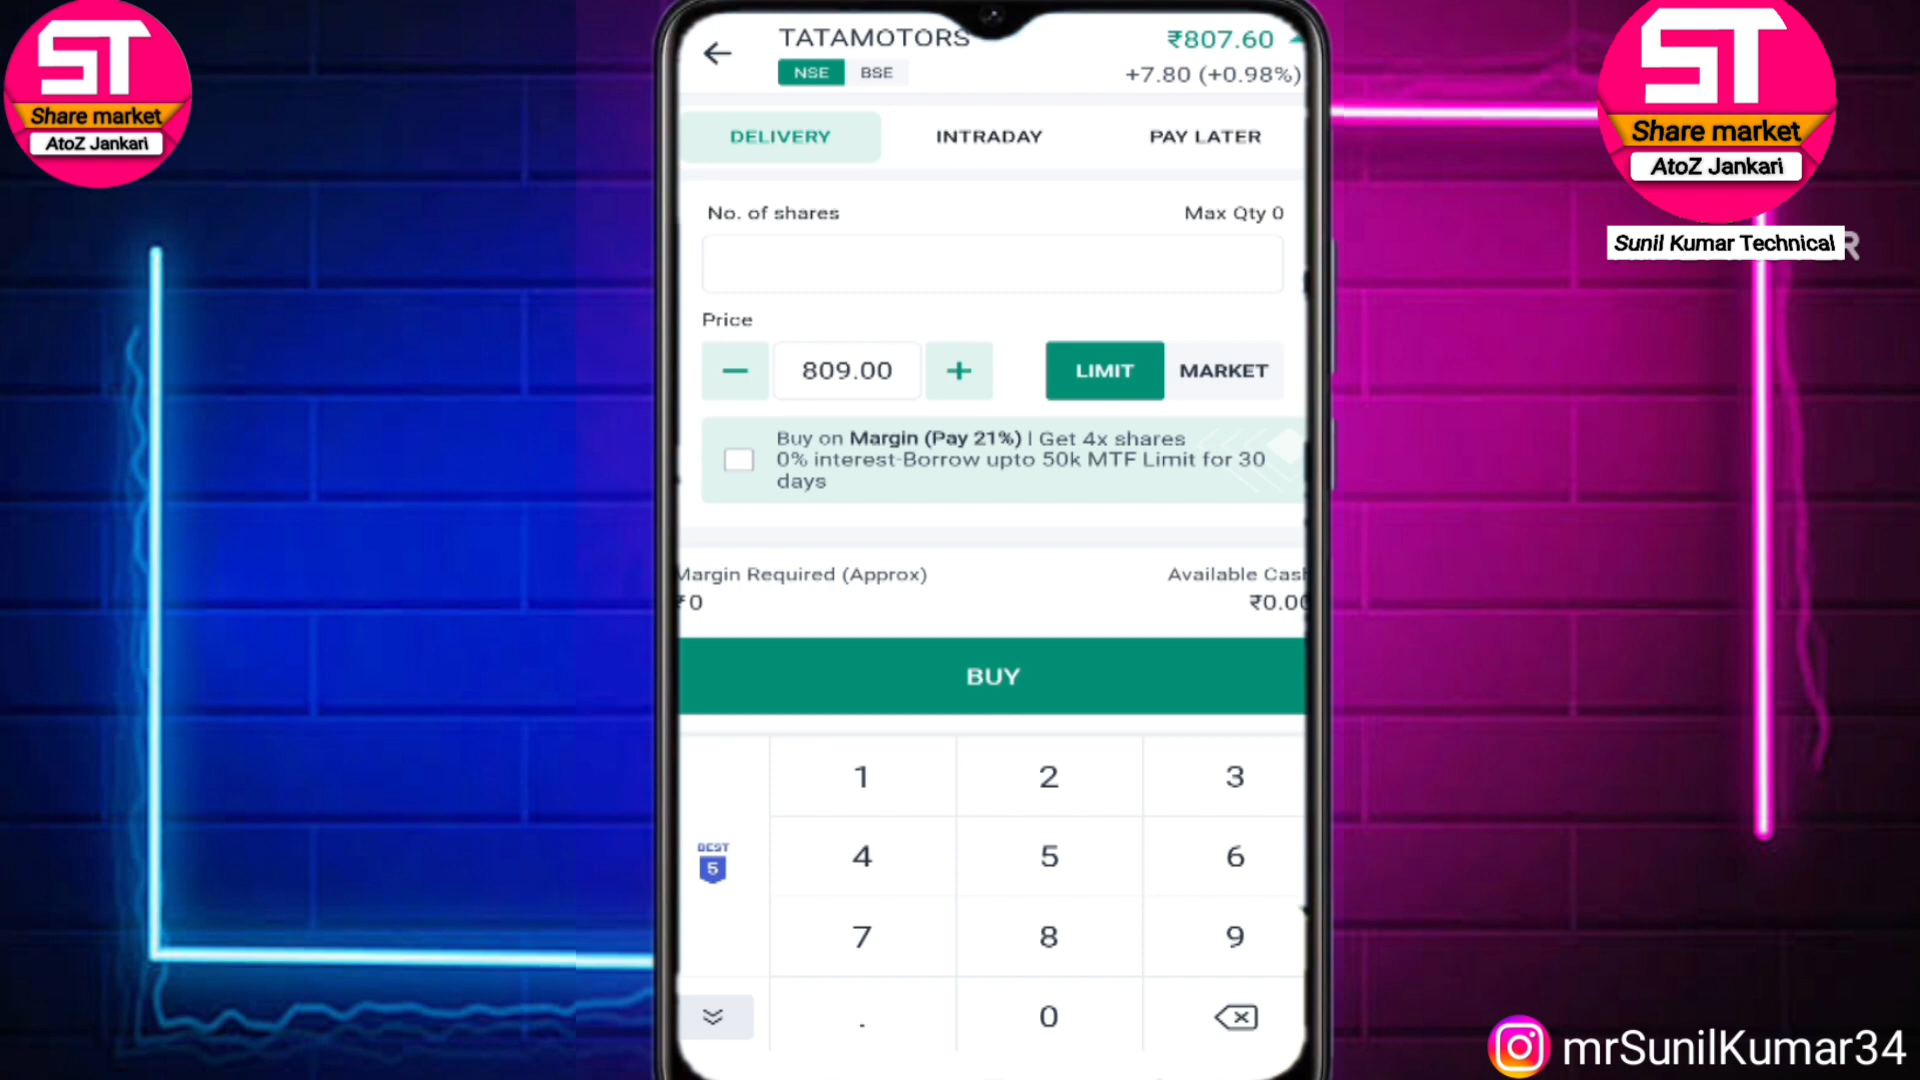 ST
Share market
AtoZ Jankari
TATAMOTORS
NSE BSE
₹807.60
+7.80 (+0.98%)
DELIVERY INTRADAY PAY LATER
No. of shares Max Qty 0
Price
809.00
LIMIT MARKET
Buy on Margin (Pay 21%) | Get 4x shares
0% interest-Borrow upto 50k MTF Limit for 30
days
Margin Required (Approx) Available Cash
₹0 ₹0.00
BUY
1 2 3
BEST
5
4 5 6
7 8 9
. 0
ST
Share market
AtoZ Jankari
Sunil Kumar Technical
mrSunilKumar34